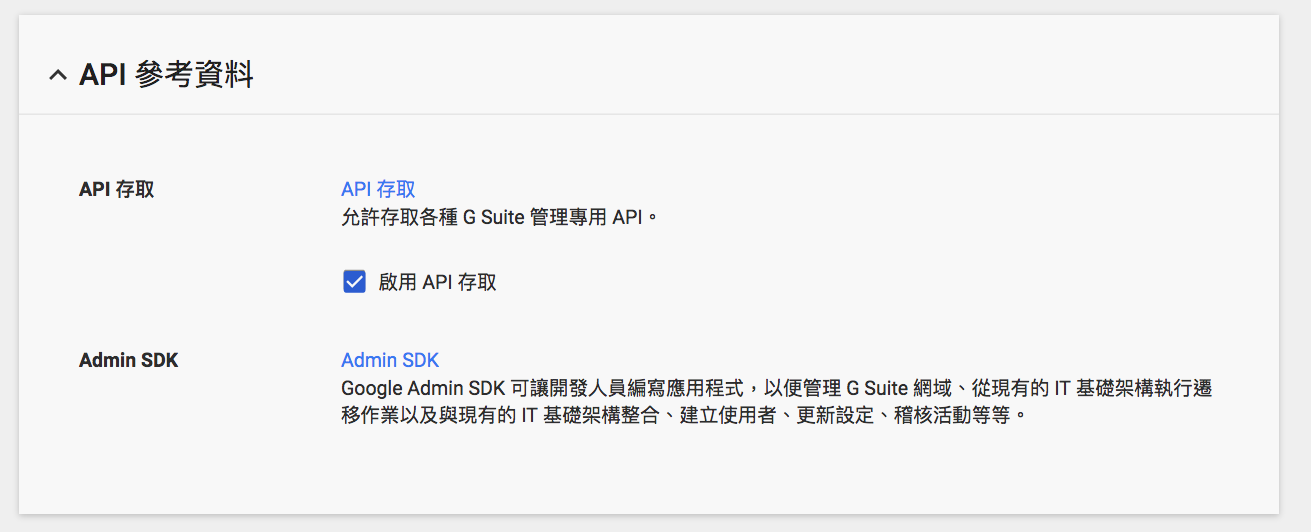 API 參考資料
API 存取
API 存取
允許存取各種 G Suite 管理專用 API。
啟用 API 存取
Admin SDK
Admin SDK
Google Admin SDK 可讓開發人員編寫應用程式，以便管理 G Suite 網域、從現有的 IT 基礎架構執行遷
移作業以及與現有的 IT 基礎架構整合、建立使用者、更新設定、稽核活動等等。